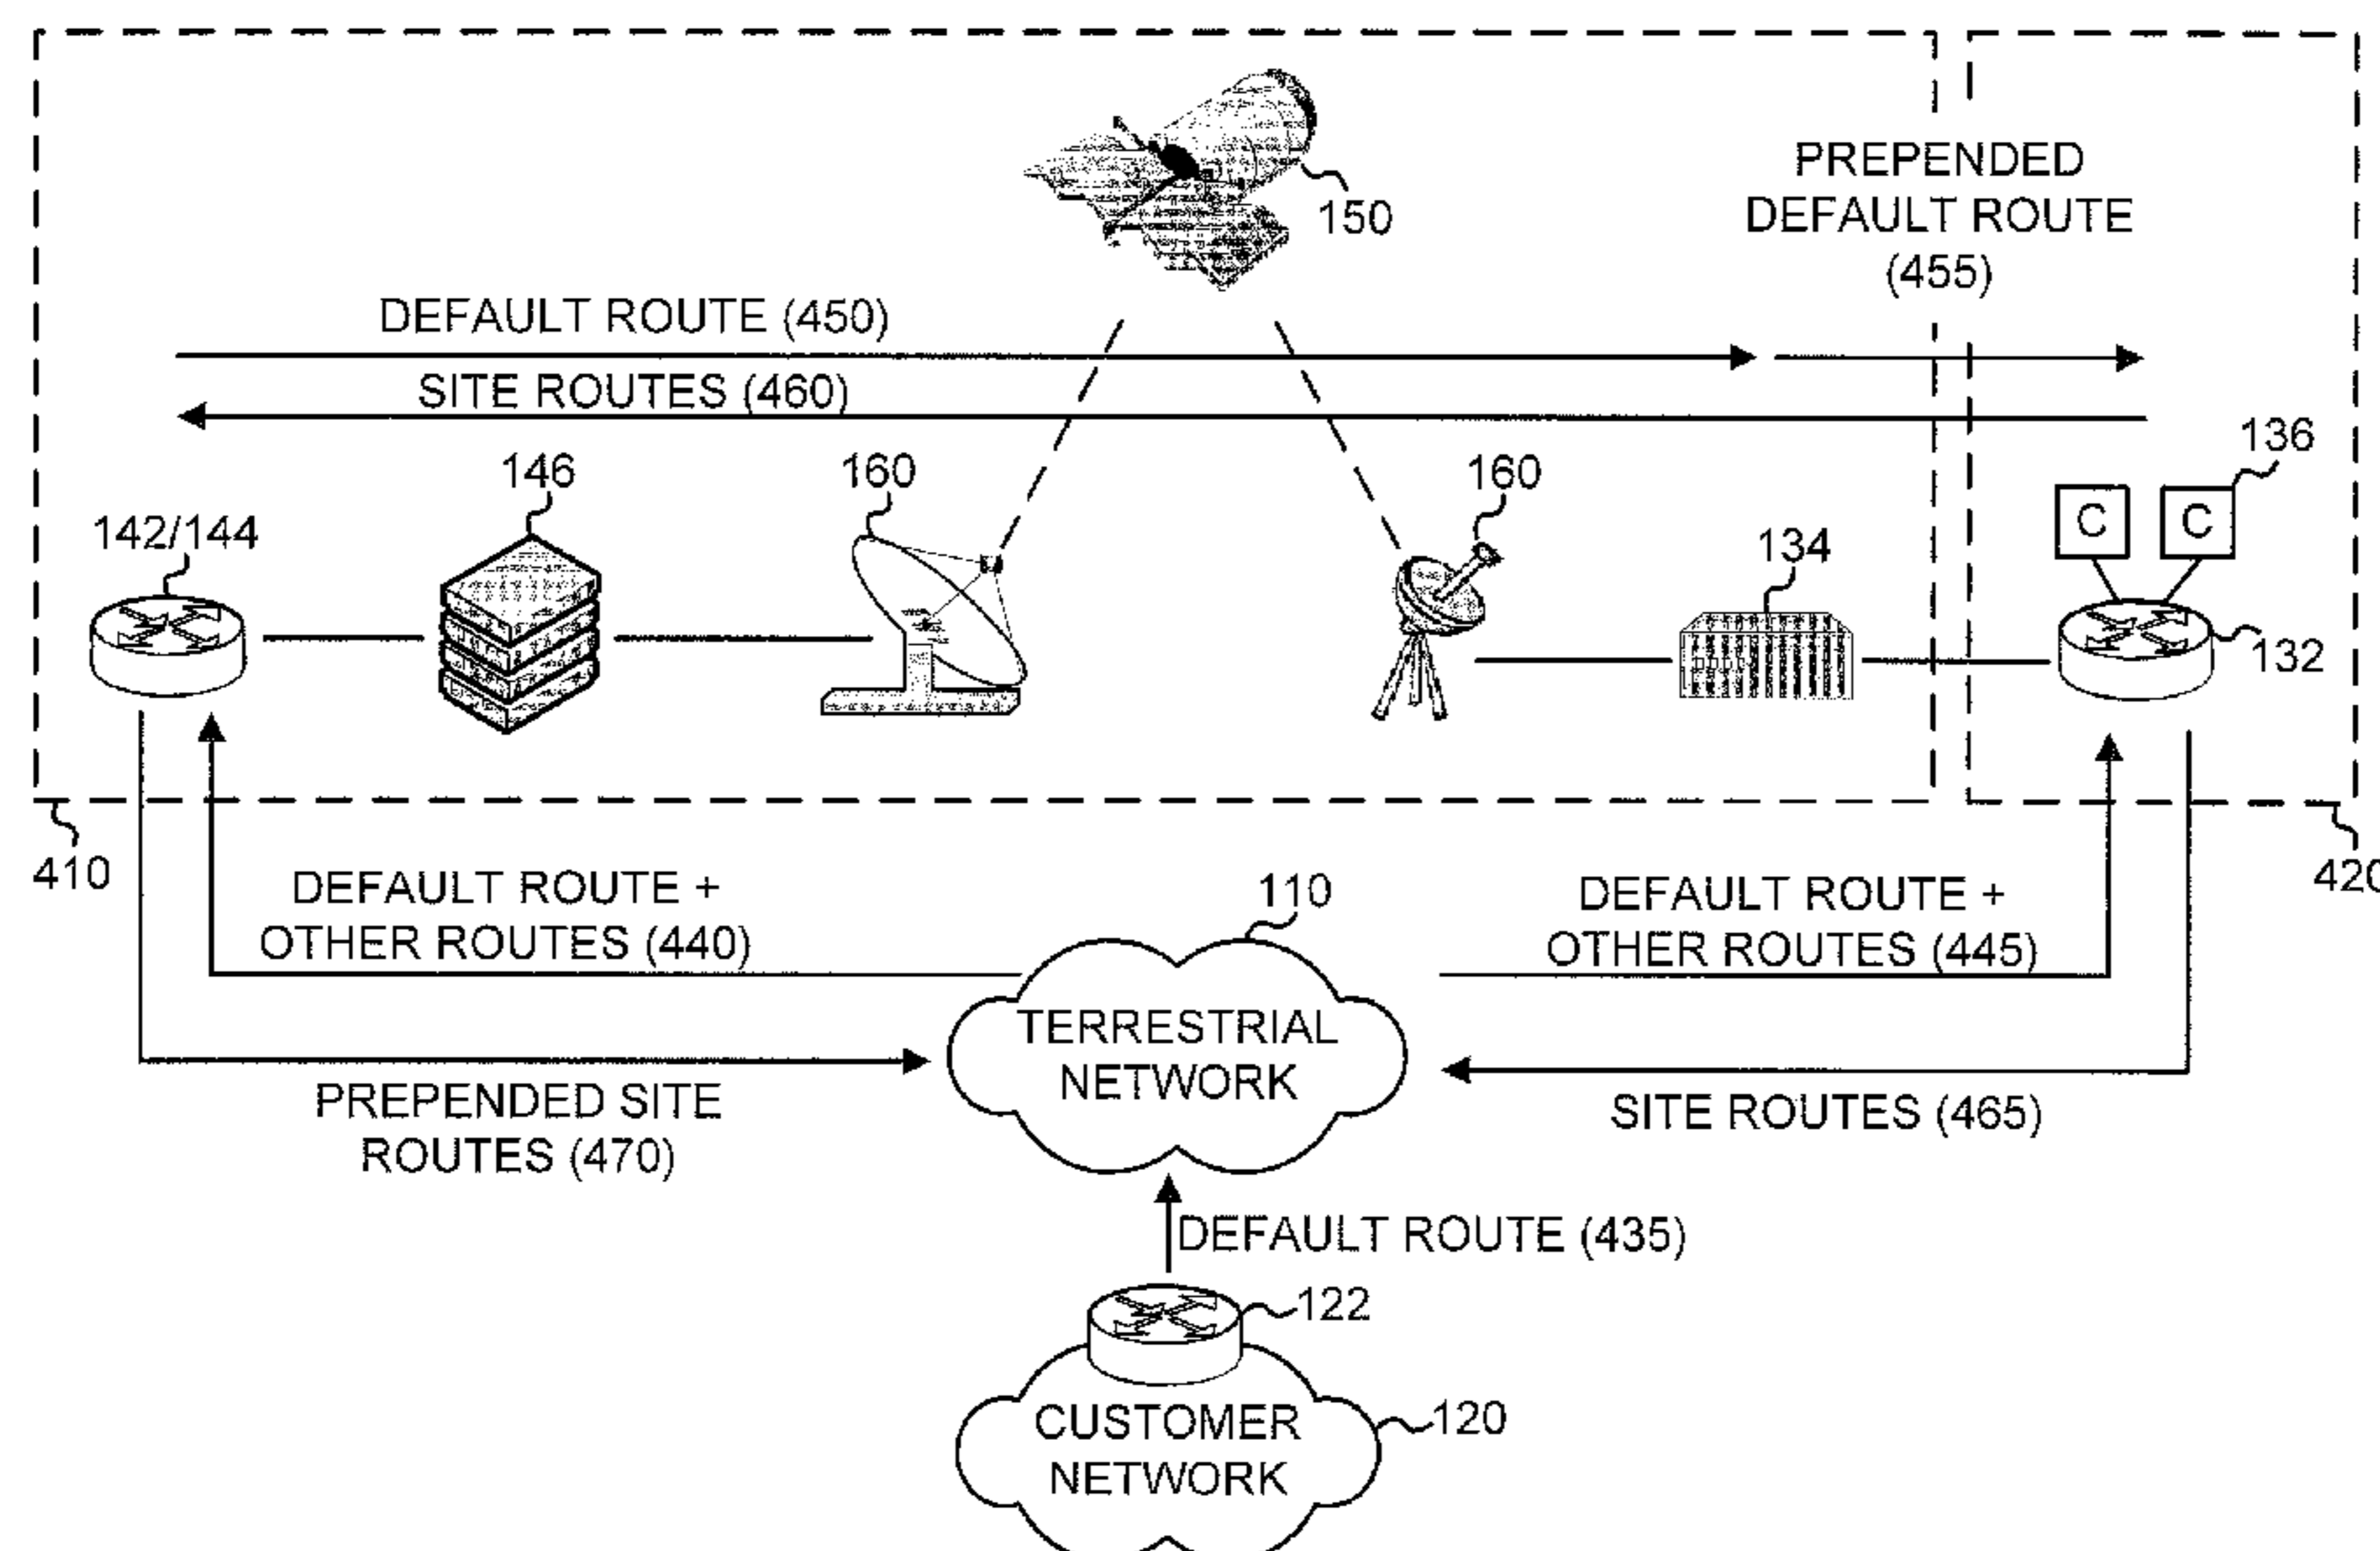 PREPENDED
DEFAULT ROUTE
(455)
150
DEFAULT ROUTE (450)
SITE ROUTES (460)
136
146
160
160
142/144
134
C
C
132
410
420
DEFAULT ROUTE +
OTHER ROUTES (440)
110
DEFAULT ROUTE +
OTHER ROUTES (445)
TERRESTRIAL
NETWORK
PREPENDED SITE
ROUTES (470)
SITE ROUTES (465)
DEFAULT ROUTE (435)
122
CUSTOMER
NETWORK
120